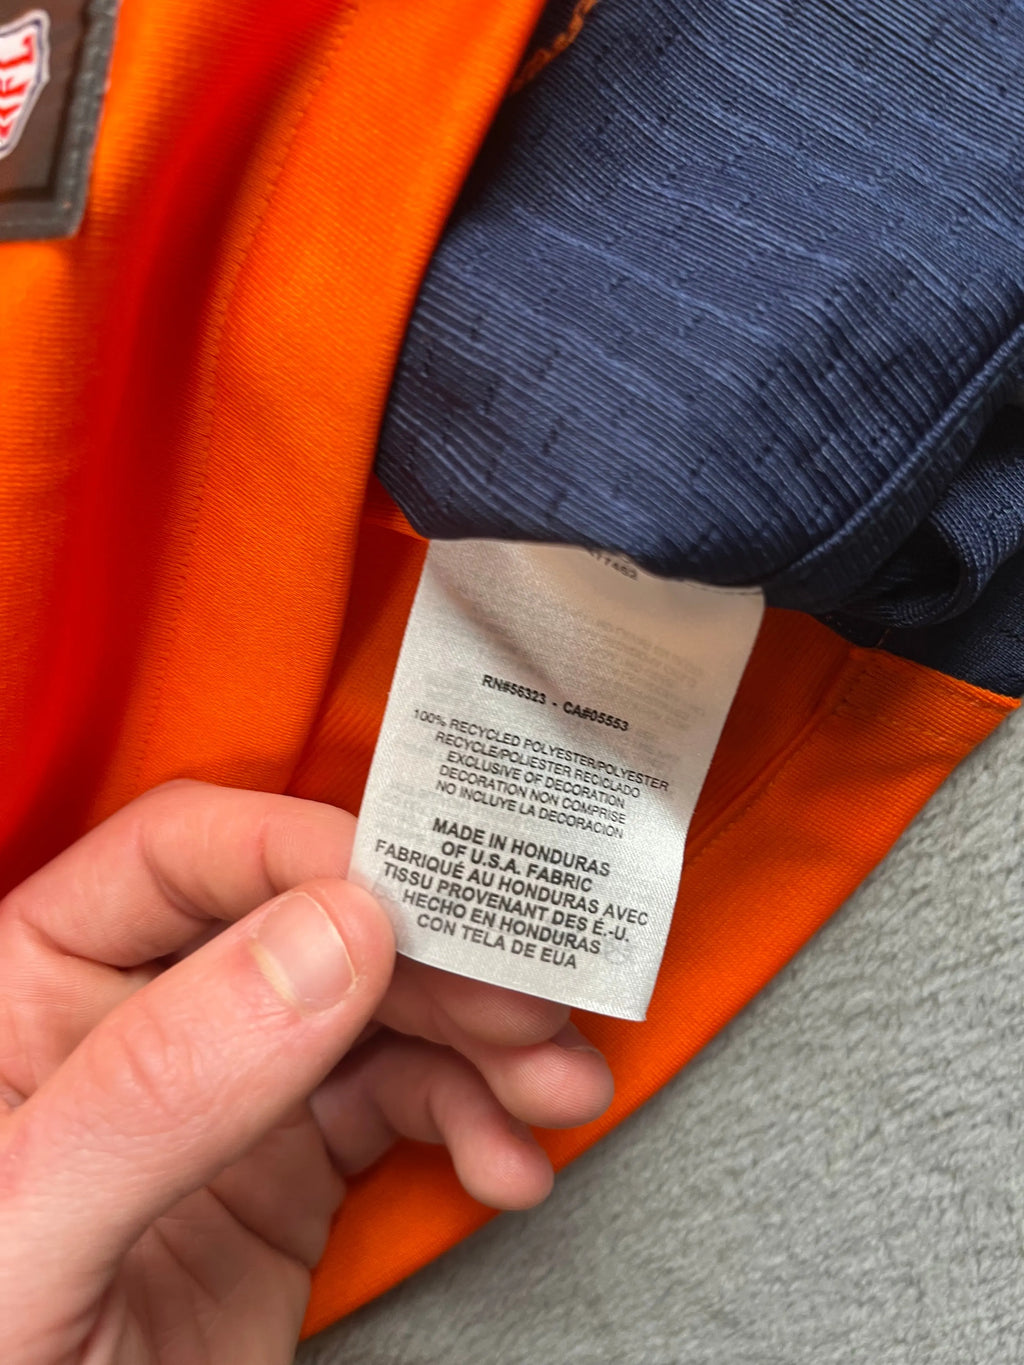 NFL
RN#56323 - CA#05553
100% RECYCLED POLYESTER/POLYESTER
RECYCLE/POLIESTER RECICLADO
EXCLUSIVE OF DECORATION
DECORATION NON COMPRISE
NO INCLUYE LA DECORACION
MADE IN HONDURAS
OF U.S.A. FABRIC
FABRIQUÉ AU HONDURAS AVEC
TISSU PROVENANT DES É.-U.
HECHO EN HONDURAS
CON TELA DE EUA